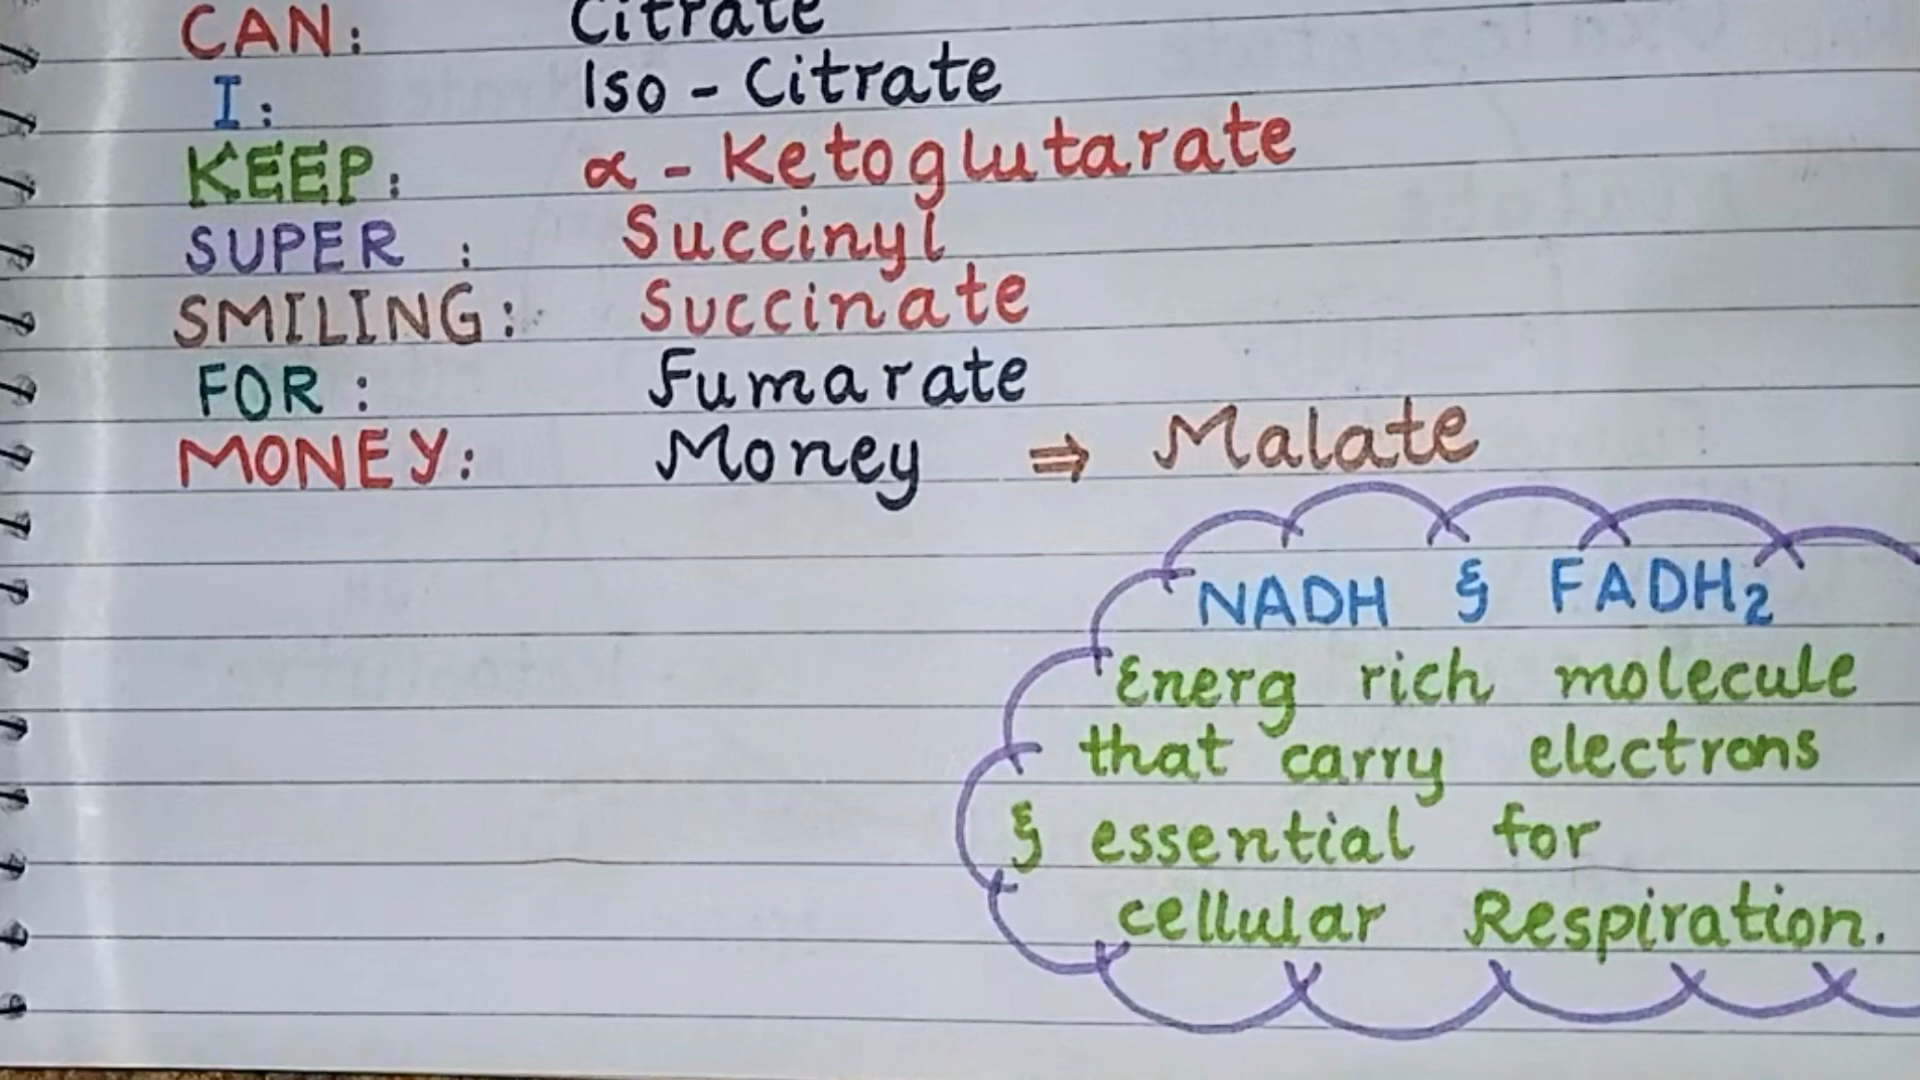 CAN: Citrate
I: Iso - Citrate
KEEP: α - Ketoglutarate
SUPER : Succinyl
SMILING: Succinate
FOR : Fumarate
MONEY: Money ⇒ Malate
NADH & FADH₂
Energ rich molecule
that carry electrons
& essential for
cellular Respiration.